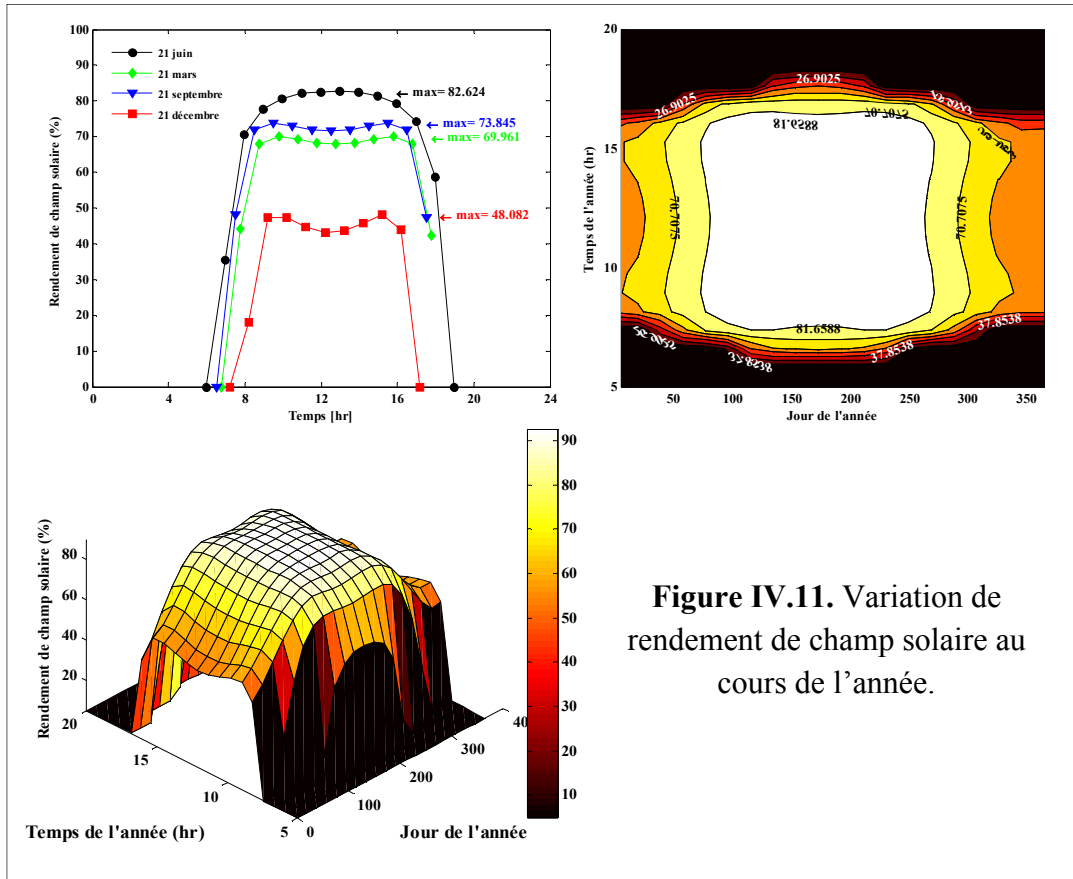 100
90
80
70
60
50
40
30
20
10
0
Rendement de champ solaire (%)
21 juin
21 mars
21 septembre
21 décembre
max= 82.624
max= 73.845
max= 69.961
max= 48.082
0 4 8 12 16 20 24
Temps [hr]
20
15
10
5
Temps de l'année (hr)
26.9025
26.9025
81.6588
70.7075
70.7075
70.7075
81.6588
37.8538
37.8538
37.8538
50 100 150 200 250 300 350
Jour de l'année
80
60
40
20
Rendement de champ solaire (%)
20
15
10
5
Temps de l'année (hr)
0
100
200
300
40
Jour de l'année
90
80
70
60
50
40
30
20
10
Figure IV.11. Variation de
rendement de champ solaire au
cours de l’année.